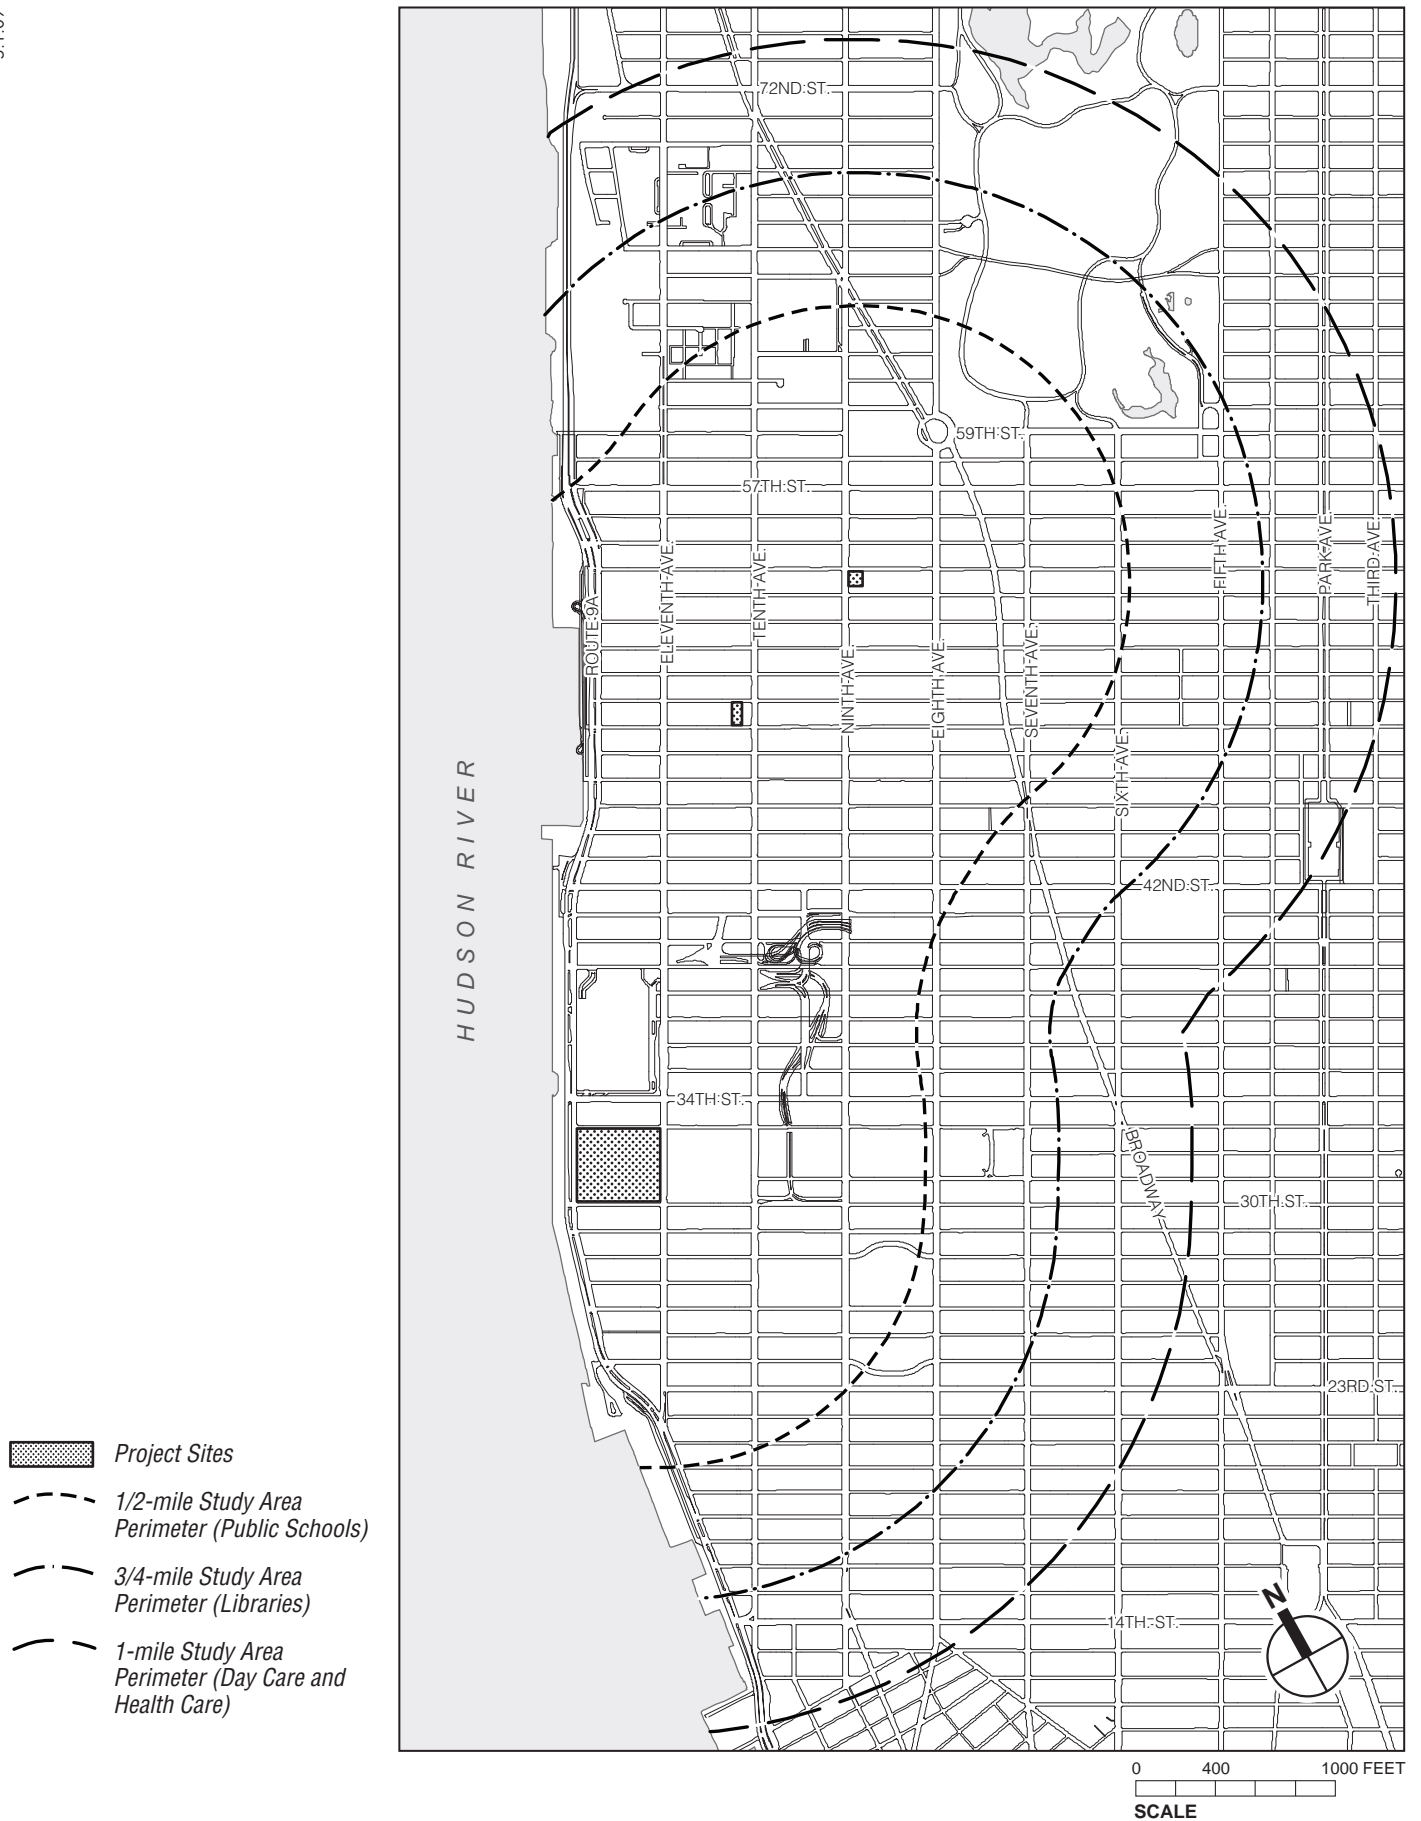 72ND ST.
59TH ST.
57TH ST.
ROUTE 9A
ELEVENTH AVE.
TENTH AVE.
NINTH AVE.
EIGHTH AVE.
SEVENTH AVE.
SIXTH AVE.
FIFTH AVE.
PARK AVE.
THIRD AVE.
HUDSON RIVER
42ND ST.
34TH ST.
BROADWAY
30TH ST.
23RD ST.
14TH ST.
N
Project Sites
1/2-mile Study Area
Perimeter (Public Schools)
3/4-mile Study Area
Perimeter (Libraries)
1-mile Study Area
Perimeter (Day Care and
Health Care)
0 400 1000 FEET
SCALE